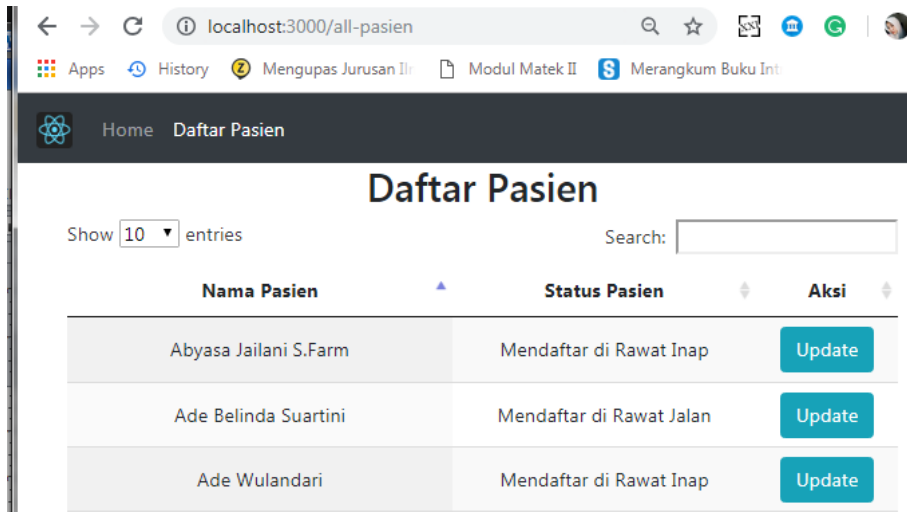 localhost:3000/all-pasien
Apps History Mengupas Jurusan Modul Matek II Merangkum Buku Int
Home Daftar Pasien
Daftar Pasien
Show 10 entries Search:
Nama Pasien Status Pasien Aksi
Abyasa Jailani S.Farm Mendaftar di Rawat Inap Update
Ade Belinda Suartini Mendaftar di Rawat Jalan Update
Ade Wulandari Mendaftar di Rawat Inap Update